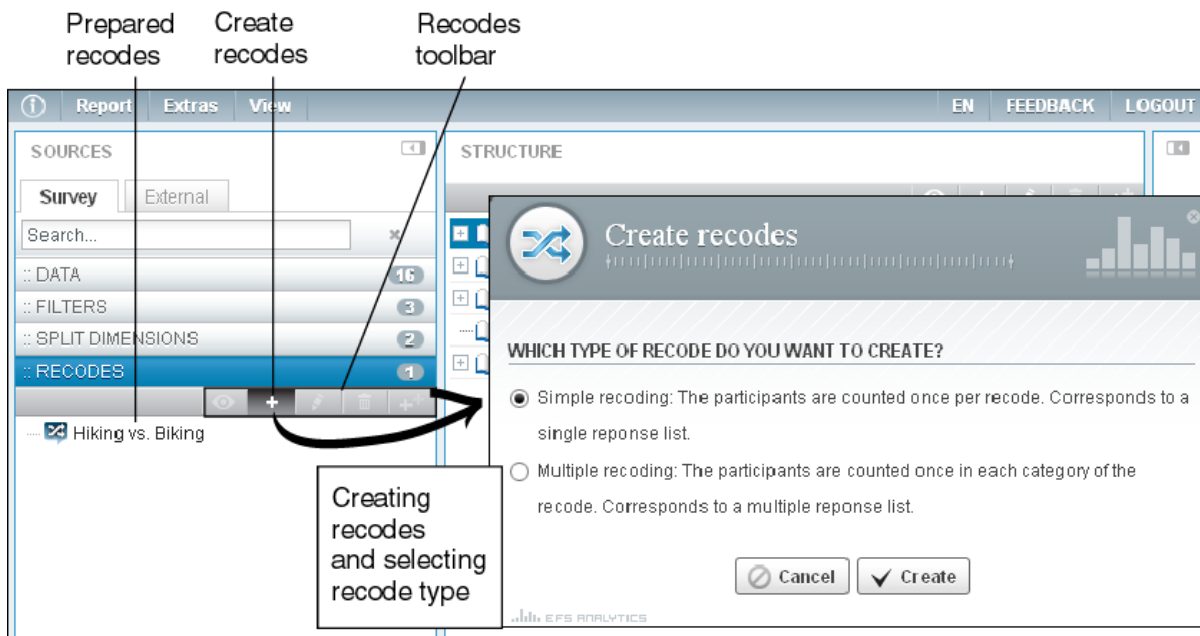 Prepared
recodes
Create
recodes
Recodes
toolbar
Report Extras View EN FEEDBACK LOGOUT
SOURCES
Survey External
Search...
:: DATA 16
:: FILTERS 3
:: SPLIT DIMENSIONS 2
:: RECODES 1
Hiking vs. Biking
STRUCTURE
Create recodes
WHICH TYPE OF RECODE DO YOU WANT TO CREATE?
Simple recoding: The participants are counted once per recode. Corresponds to a
single reponse list.
Multiple recoding: The participants are counted once in each category of the
recode. Corresponds to a multiple reponse list.
Cancel Create
EFS ANALYTICS
Creating
recodes
and selecting
recode type